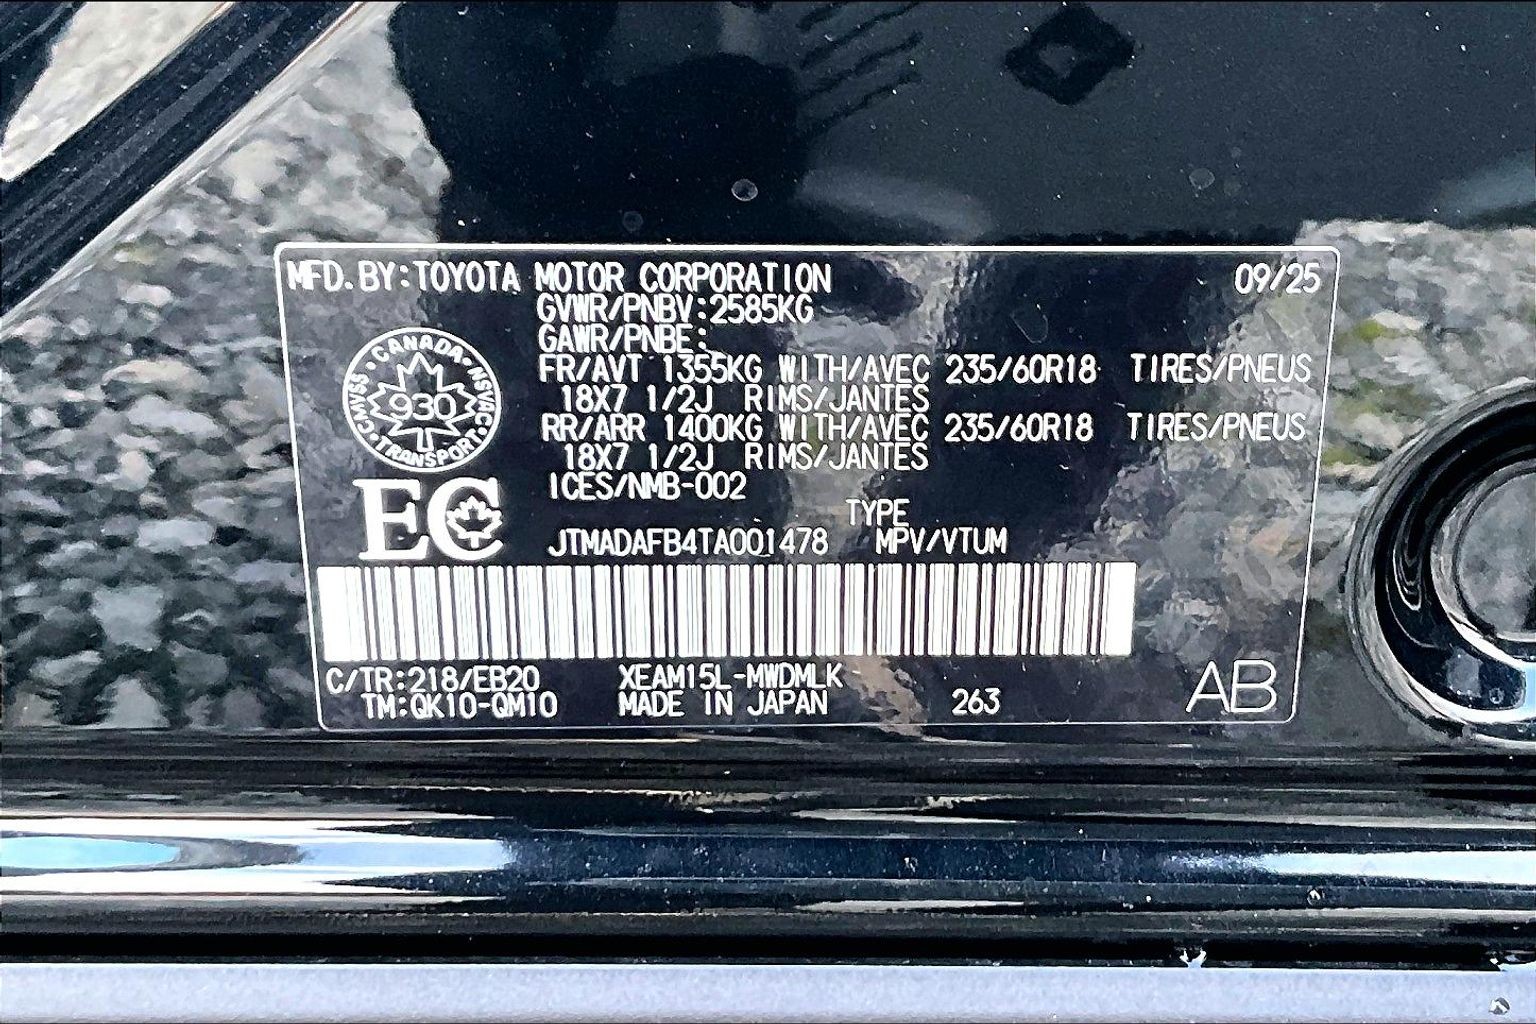 MFD. BY: TOYOTA MOTOR CORPORATION 09/25
GVWR/PNBV: 2585KG
GAWR/PNBE:
FR/AVT 1355KG WITH/AVEC 235/60R18 TIRES/PNEUS
18X7 1/2J RIMS/JANTES
RR/ARR 1400KG WITH/AVEC 235/60R18 TIRES/PNEUS
18X7 1/2J RIMS/JANTES
ICES/NMB-002
CANADA
CMVSS 930 NSVAC
TRANSPORT
EC
TYPE
JTMADAFB4TA001478 MPV/VTUM
C/TR: 218/EB20 XEAM15L-MWDMLK
TM: QK10-QM10 MADE IN JAPAN 263 AB